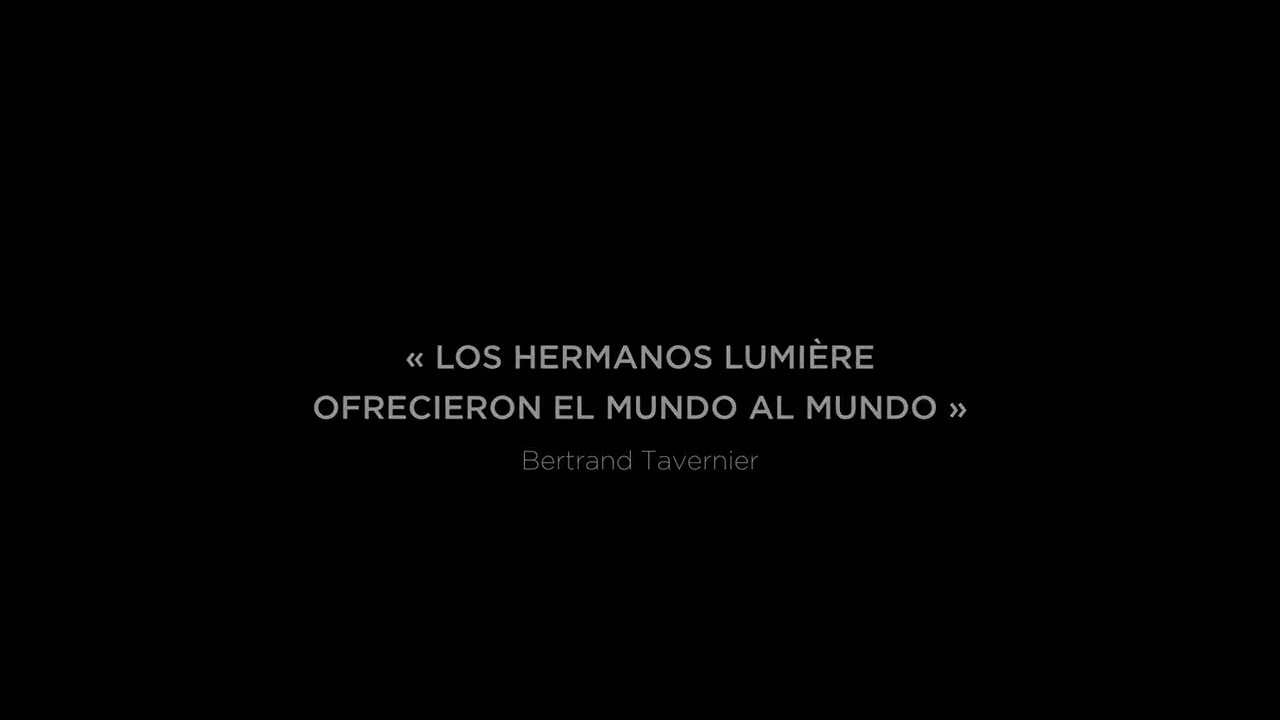 « LOS HERMANOS LUMIÈRE
OFRECIERON EL MUNDO AL MUNDO »
Bertrand Tavernier